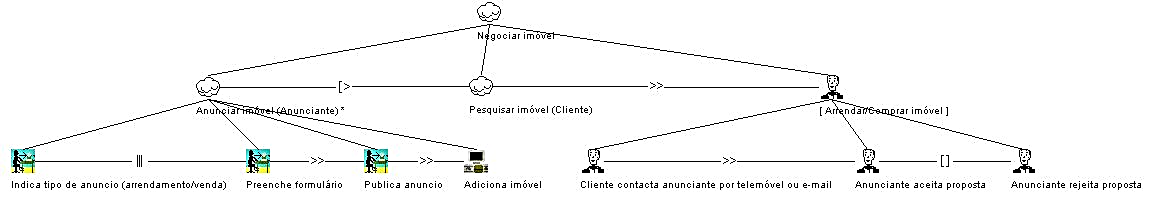 Negociar imóvel
[>
>>
Anunciar imóvel (Anunciante) *
Pesquisar imóvel (Cliente)
[ Arrendar/Comprar imóvel ]
|||
>>
>>
>>
[]
Indica tipo de anuncio (arrendamento/venda)
Preenche formulário
Publica anuncio
Adiciona imóvel
Cliente contacta anunciante por telemóvel ou e-mail
Anunciante aceita proposta
Anunciante rejeita proposta